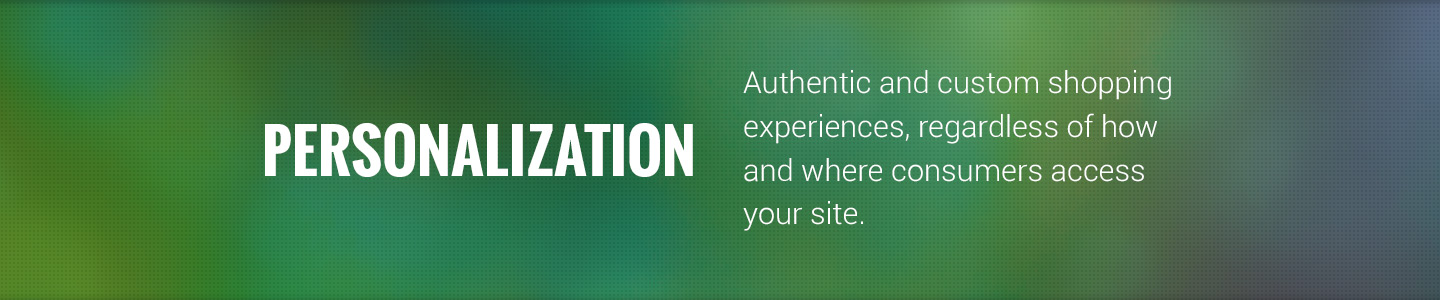 PERSONALIZATION
Authentic and custom shopping
experiences, regardless of how
and where consumers access
your site.